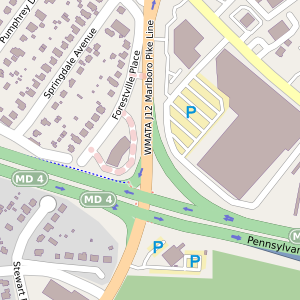 Pumphrey D
Springdale Avenue
Forestville Place
WMATA J12 Marlboro Pike Line
P
MD 4
MD 4
M
Pennsylvan
P
P
Stewart